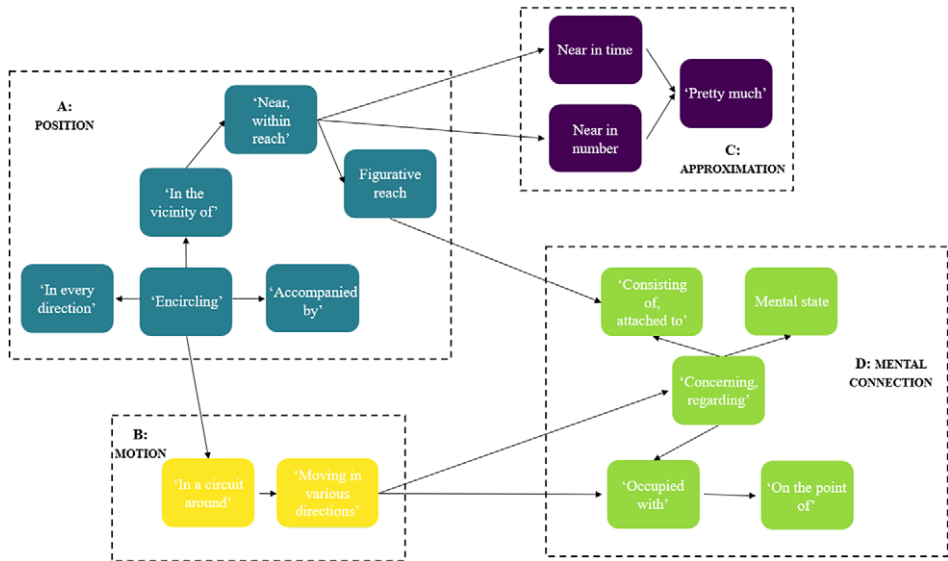 A:
POSITION
'Near,
within
reach'
'In the
vicinity of'
Figurative
reach
'In every
direction'
'Encircling'
'Accompanied
by'
B:
MOTION
'In a circuit
around'
'Moving in
various
directions'
Near in time
Near in
number
'Pretty much'
C:
APPROXIMATION
'Consisting
of,
attached to'
Mental state
'Concerning,
regarding'
D: MENTAL
CONNECTION
'Occupied
with'
'On the point
of'